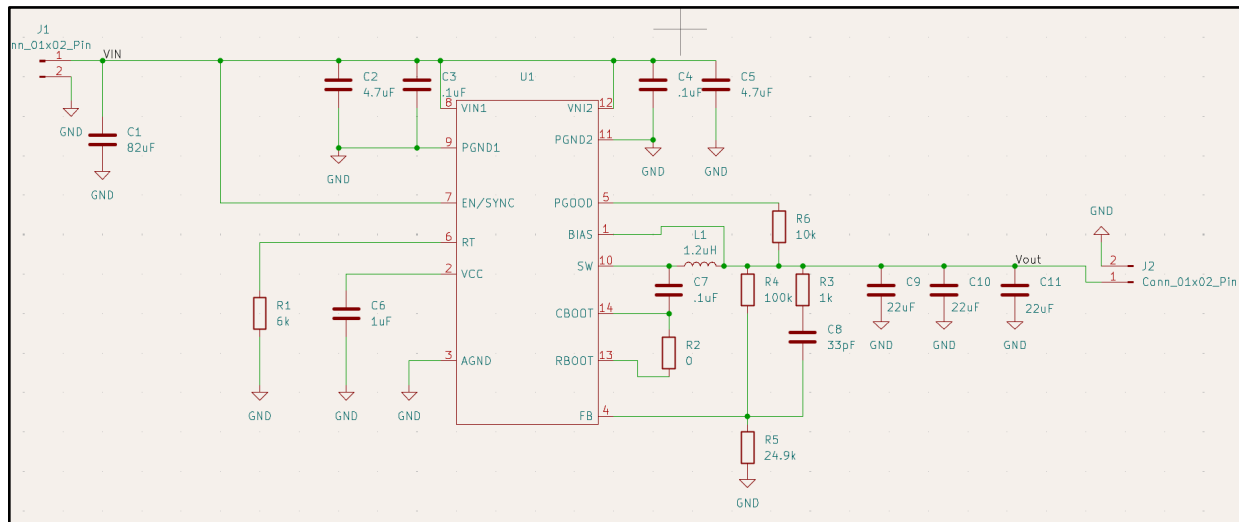 J1
nn_01x02_Pin
1
2
VIN
GND
C1
82uF
GND
C2
4.7uF
C3
.1uF
GND
U1
8
VIN1
9
PGND1
7
EN/SYNC
6
RT
2
VCC
3
AGND
VNI2
12
PGND2
11
PGOOD
5
BIAS
1
SW
10
CBOOT
14
RBOOT
13
FB
4
C4
.1uF
C5
4.7uF
GND
GND
R1
6k
GND
C6
1uF
GND
GND
R6
10k
L1
1.2uH
C7
.1uF
R2
0
R4
100k
R3
1k
C8
33pF
R5
24.9k
GND
C9
22uF
GND
C10
22uF
GND
C11
22uF
GND
Vout
GND
2
1
J2
Conn_01x02_Pin